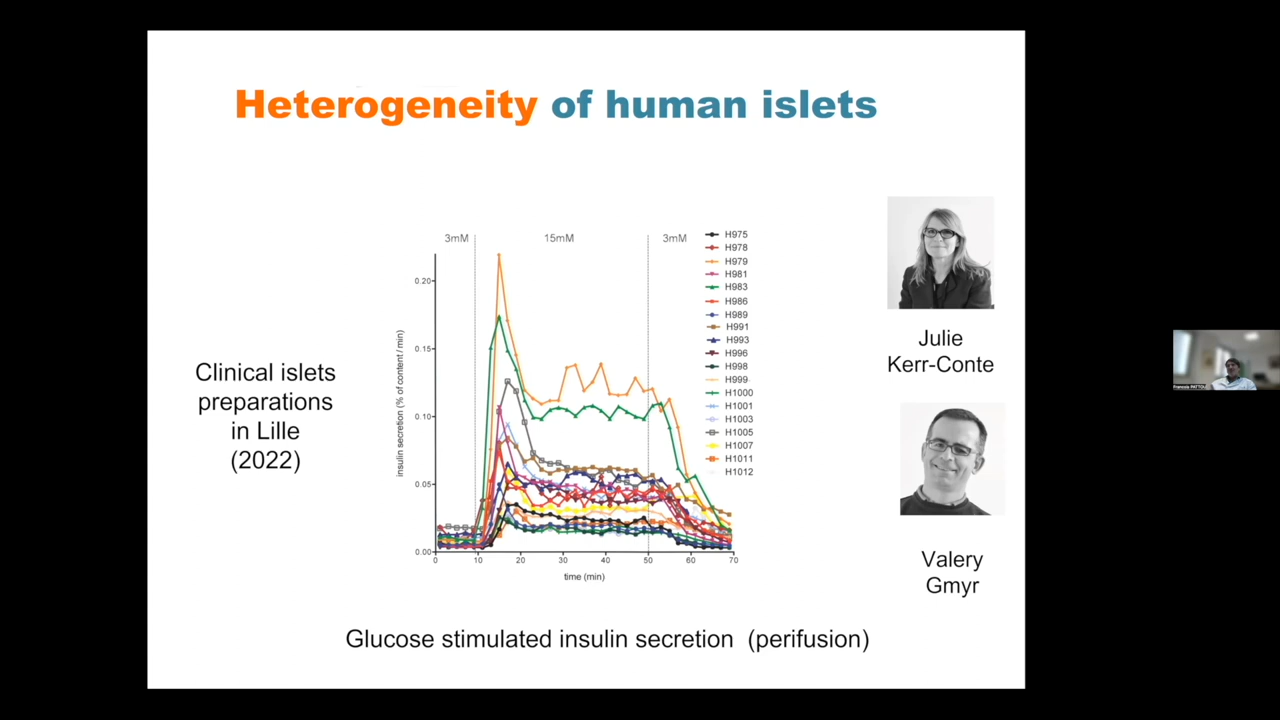 Heterogeneity of human islets
Clinical islets
preparations
in Lille
(2022)
3mM
15mM
3mM
insulin secretion (% of content / min)
0.20
0.15
0.10
0.05
0.00
0
10
20
30
40
50
60
70
time (min)
H975
H978
H979
H981
H983
H986
H989
H991
H993
H996
H998
H999
H1000
H1001
H1003
H1005
H1007
H1011
H1012
Julie
Kerr-Conte
Valery
Gmyr
Glucose stimulated insulin secretion (perifusion)